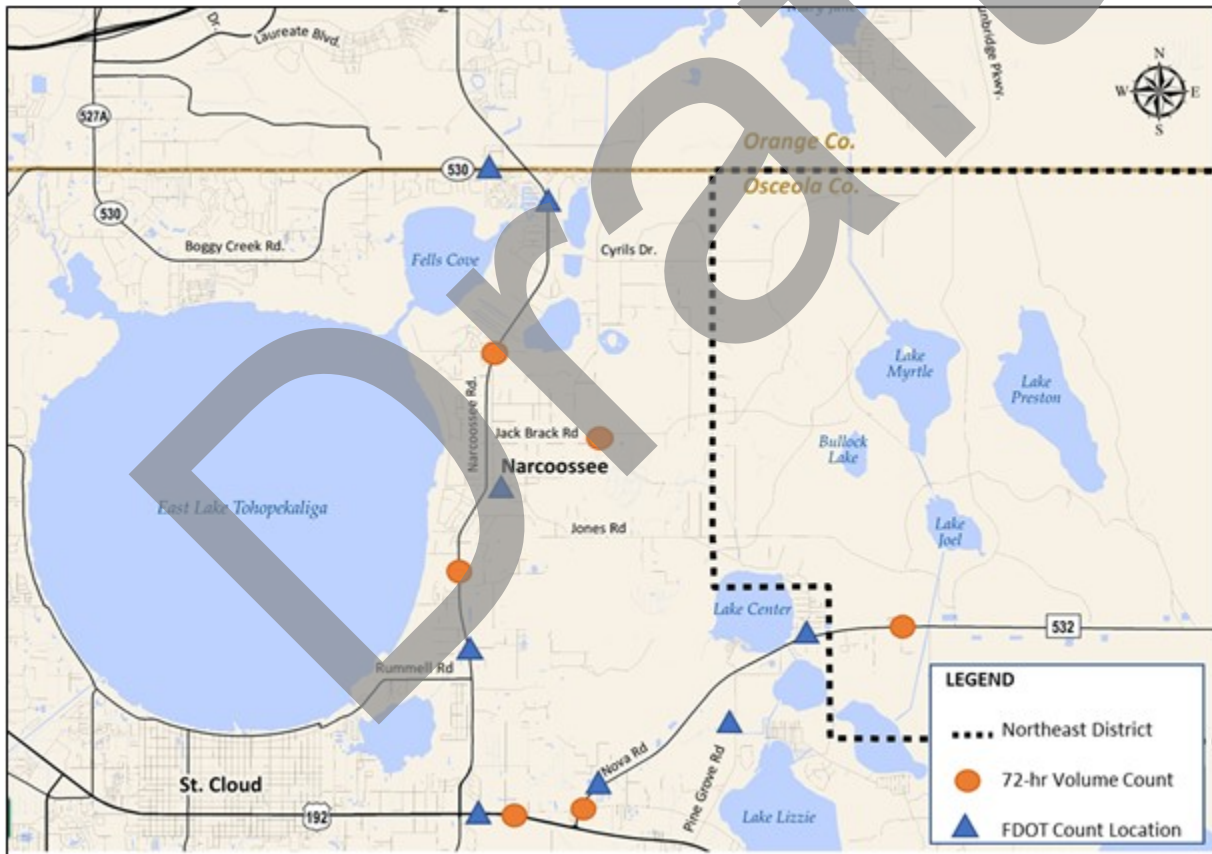 Dr.
Laureate Blvd.
N
W E
S
527A
Orange Co.
530
Osceola Co.
530
Boggy Creek Rd.
Fells Cove
Cyrils Dr.
Lake
Myrtle
Lake
Preston
Narcoossee Rd.
Jack Brack Rd
Narcoossee
Bullock
Lake
East Lake Tohopekaliga
Jones Rd
Lake
Joel
Lake Center
532
Rummell Rd
Nova Rd
Pine Grove Rd
St. Cloud
192
Lake Lizzie
LEGEND
Northeast District
72-hr Volume Count
FDOT Count Location
Draft